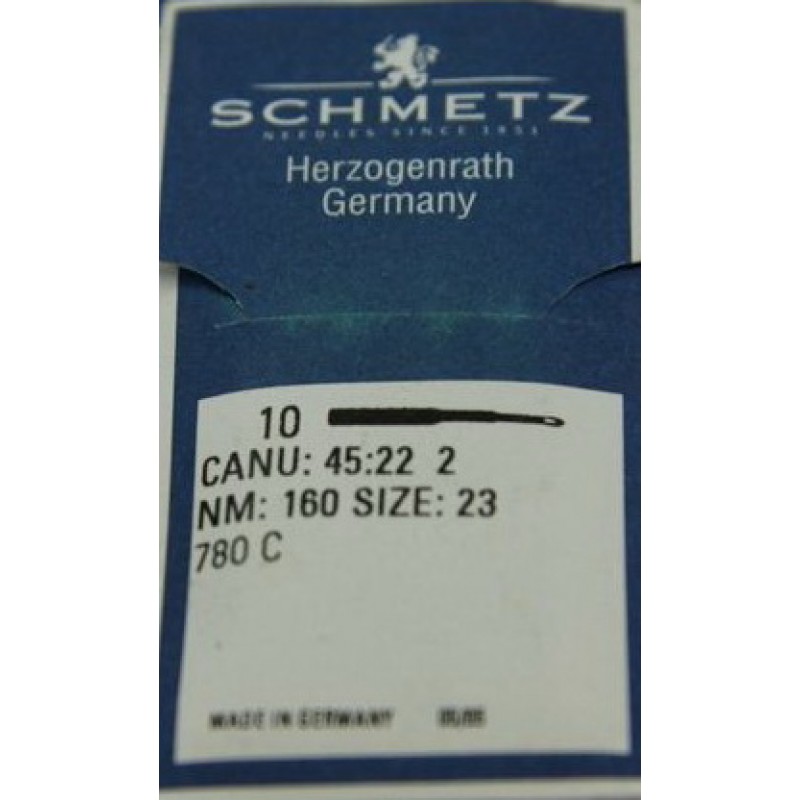 SCHMETZ
NEEDLES SINCE 1851
Herzogenrath
Germany
10
CANU: 45:22 2
NM: 160 SIZE: 23
780 C
MADE IN GERMANY